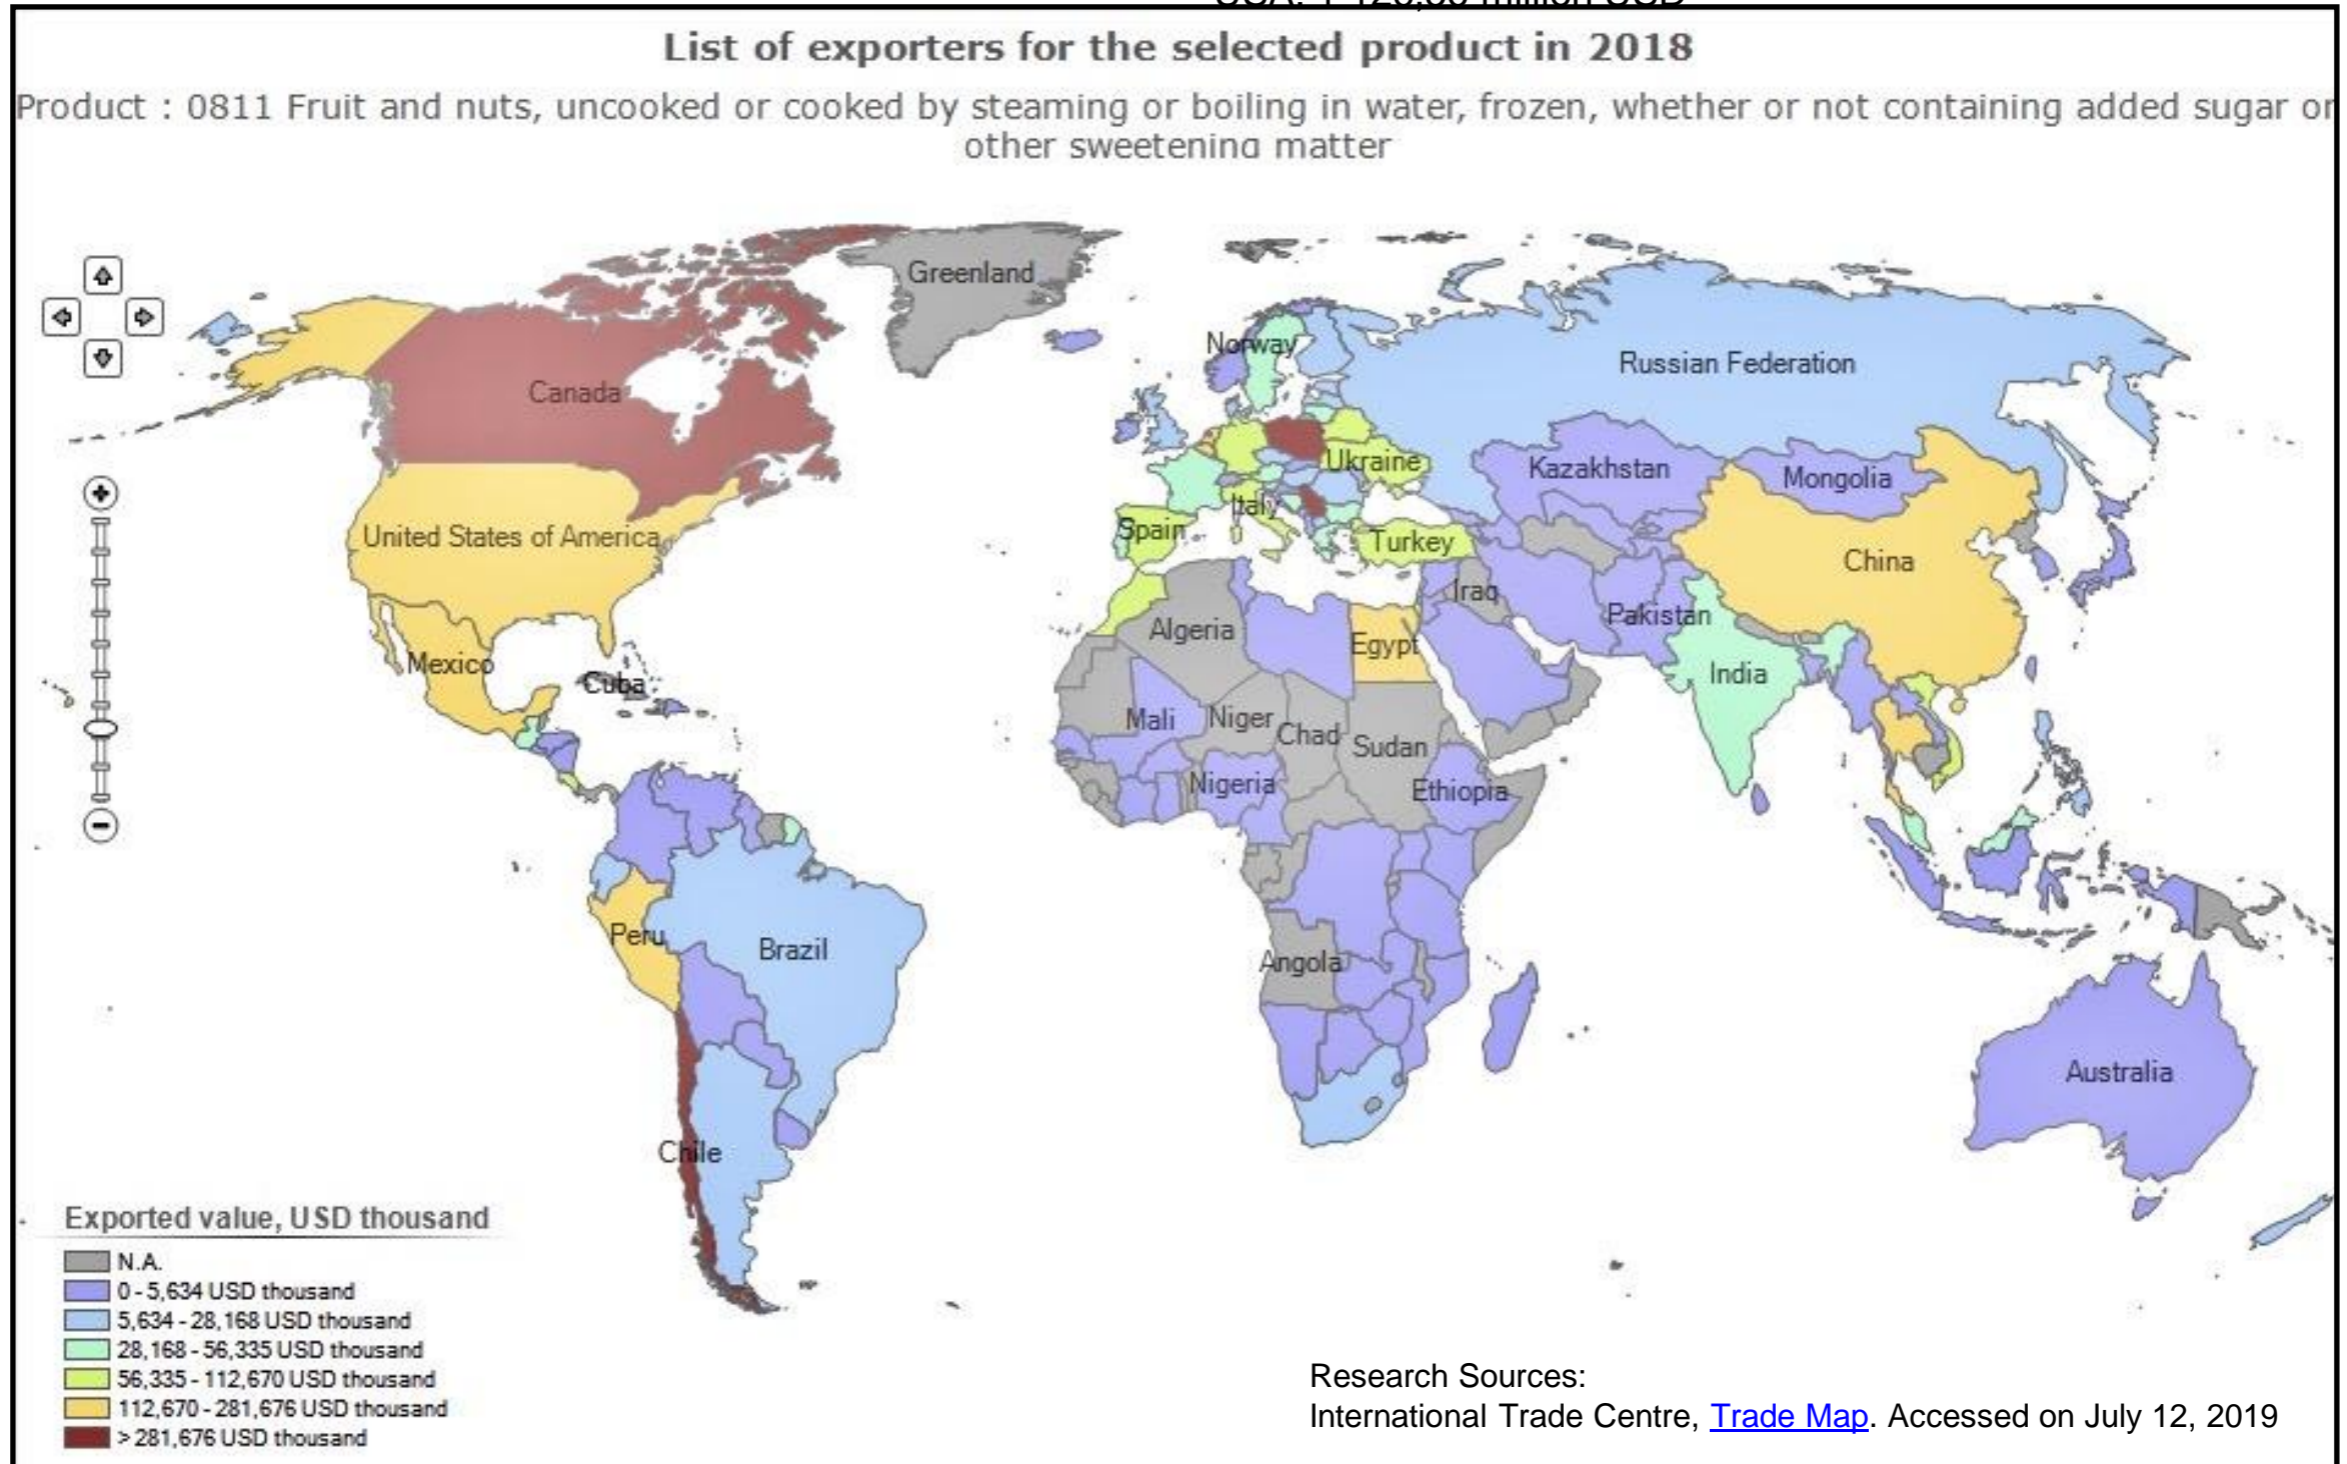 USA: 1 128,80 million USD
List of exporters for the selected product in 2018
Product : 0811 Fruit and nuts, uncooked or cooked by steaming or boiling in water, frozen, whether or not containing added sugar or
other sweetening matter
Greenland
Norway
Russian Federation
Canada
Ukraine
Kazakhstan
Mongolia
Italy
Spain
United States of America
Turkey
China
Iraq
Pakistan
Algeria
Egypt
Mexico
India
Cuba
Mali
Niger
Chad
Sudan
Nigeria
Ethiopia
Peru
Brazil
Angola
Australia
Chile
Exported value, USD thousand
N.A.
0 - 5,634 USD thousand
5,634 - 28,168 USD thousand
28,168 - 56,335 USD thousand
56,335 - 112,670 USD thousand
112,670 - 281,676 USD thousand
> 281,676 USD thousand
Research Sources:
International Trade Centre, Trade Map. Accessed on July 12, 2019